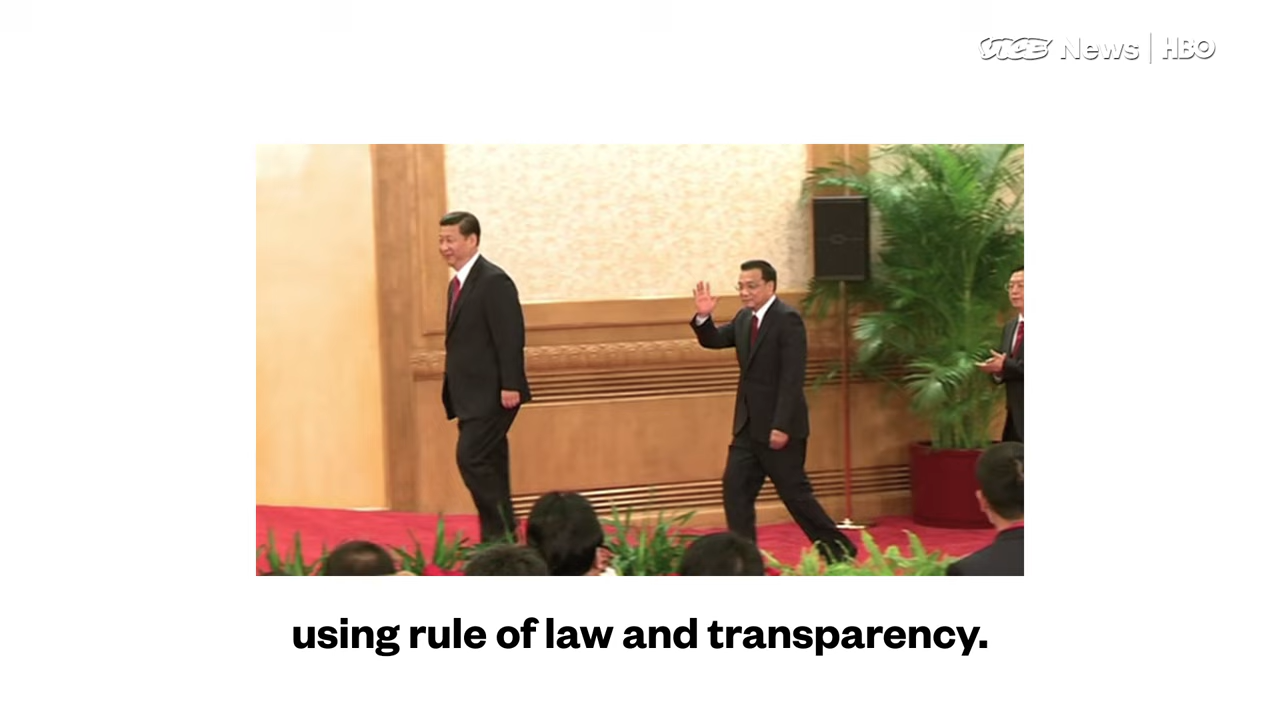 VICE News | HBO
using rule of law and transparency.